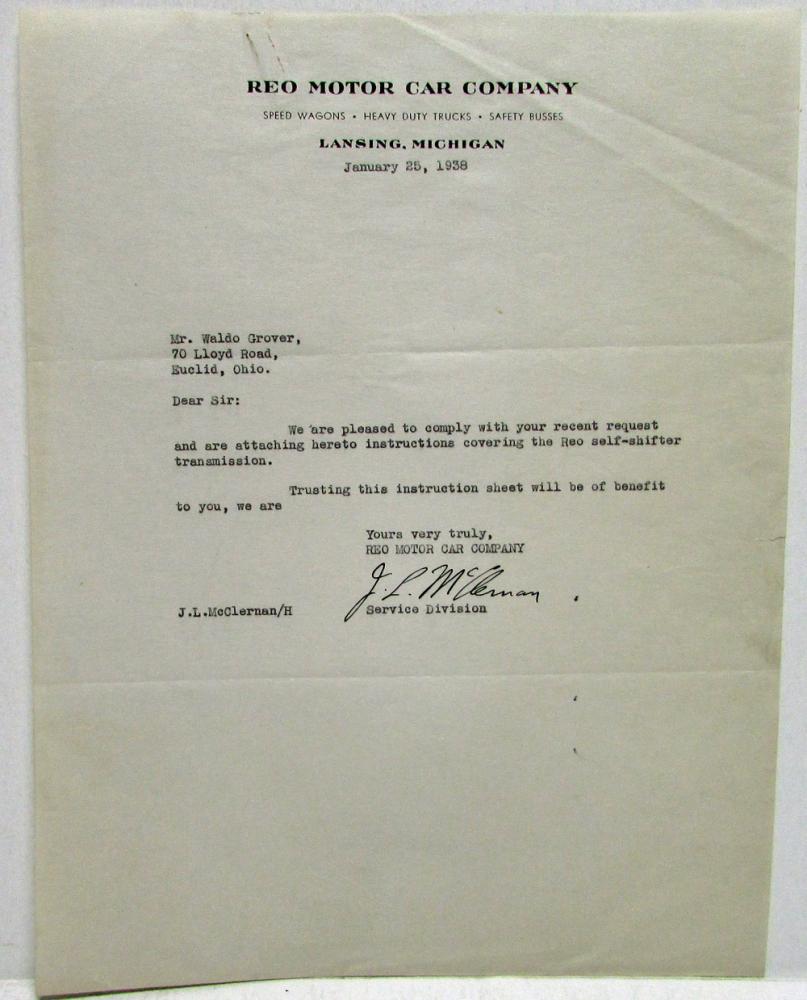 REO MOTOR CAR COMPANY
SPEED WAGONS • HEAVY DUTY TRUCKS • SAFETY BUSSES
LANSING, MICHIGAN
January 25, 1938
Mr. Waldo Grover,
70 Lloyd Road,
Euclid, Ohio.
Dear Sir:
We are pleased to comply with your recent request
and are attaching hereto instructions covering the Reo self-shifter
transmission.
Trusting this instruction sheet will be of benefit
to you, we are
Yours very truly,
REO MOTOR CAR COMPANY
J. L. McClernan
J.L.McClernan/H
Service Division